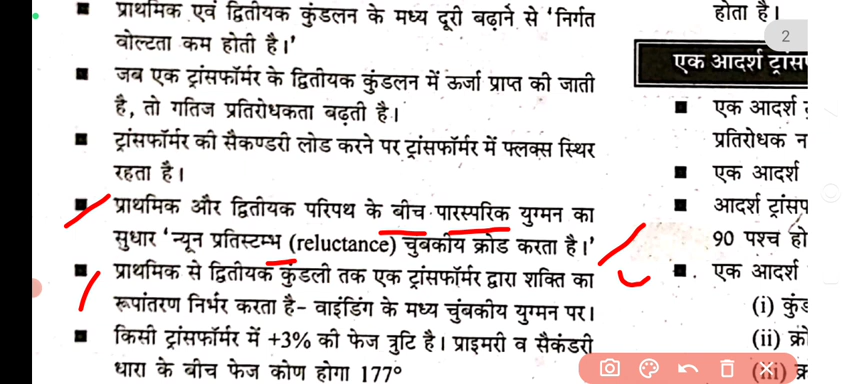 प्राथमिक एवं द्वितीयक कुंडलन के मध्य दूरी बढ़ाने से ‘निर्गत
वोल्टता कम होती है।’
जब एक ट्रांसफॉर्मर के द्वितीयक कुंडलन में ऊर्जा प्राप्त की जाती
है, तो गतिज प्रतिरोधकता बढ़ती है।
ट्रांसफॉर्मर की सैकण्डरी लोड करने पर ट्रांसफॉर्मर में फ्लक्स स्थिर
रहता है।
प्राथमिक और द्वितीयक परिपथ के बीच पारस्परिक युग्मन का
सुधार ‘न्यून प्रतिस्टम्भ (reluctance) चुबकीय क्रोड करता है।’
प्राथमिक से द्वितीयक कुंडली तक एक ट्रांसफॉर्मर द्वारा शक्ति का
रूपांतरण निर्भर करता है- वाइंडिंग के मध्य चुंबकीय युग्मन पर।
किसी ट्रांसफॉर्मर में +3% की फेज त्रुटि है। प्राइमरी व सैकंडरी
धारा के बीच फेज कोण होगा 177°
होता है।
2
एक आदर्श
एक आदर्श
प्रतिरोधक
एक आदर्श
आदर्श
90 पश्च हो
एक आदर्श
(i)
(ii)
(iii)